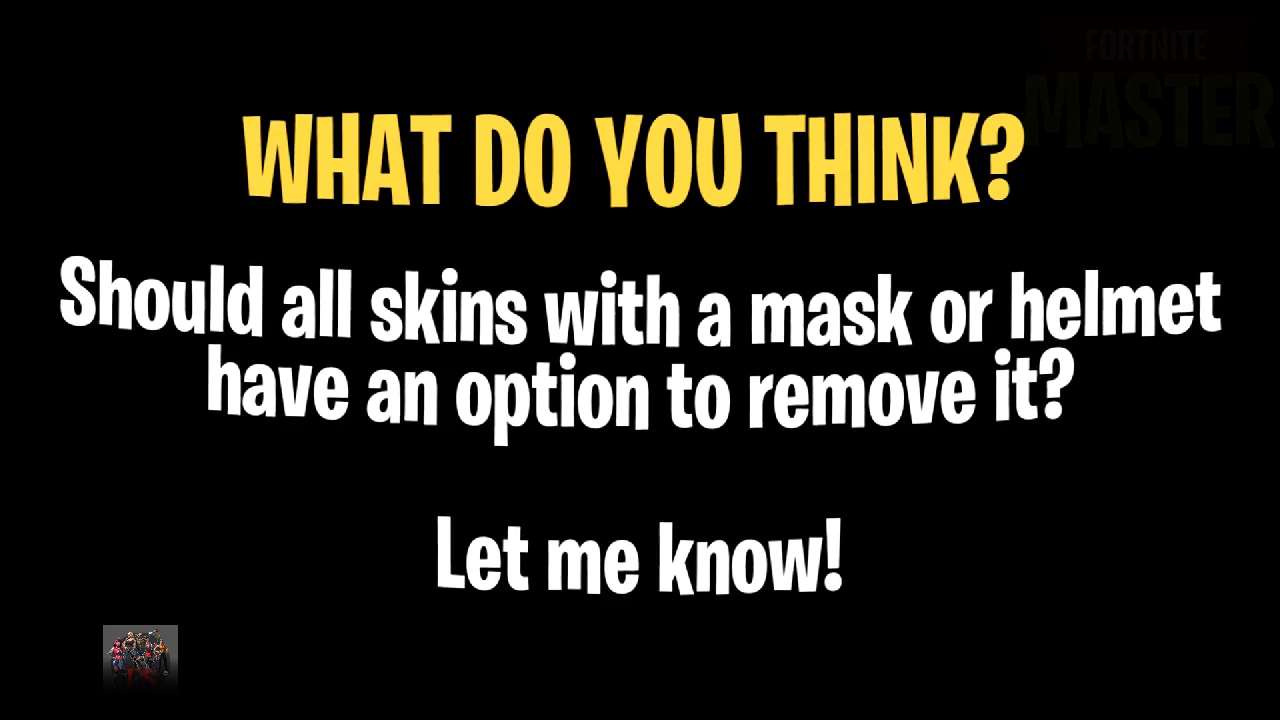 FORTNITE
MASTER
WHAT DO YOU THINK?
Should all skins with a mask or helmet
have an option to remove it?
Let me know!